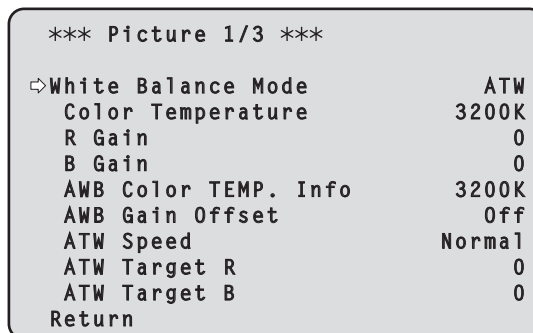 *** Picture 1/3 ***
⇨White Balance Mode ATW
Color Temperature 3200K
R Gain 0
B Gain 0
AWB Color TEMP. Info 3200K
AWB Gain Offset Off
ATW Speed Normal
ATW Target R 0
ATW Target B 0
Return